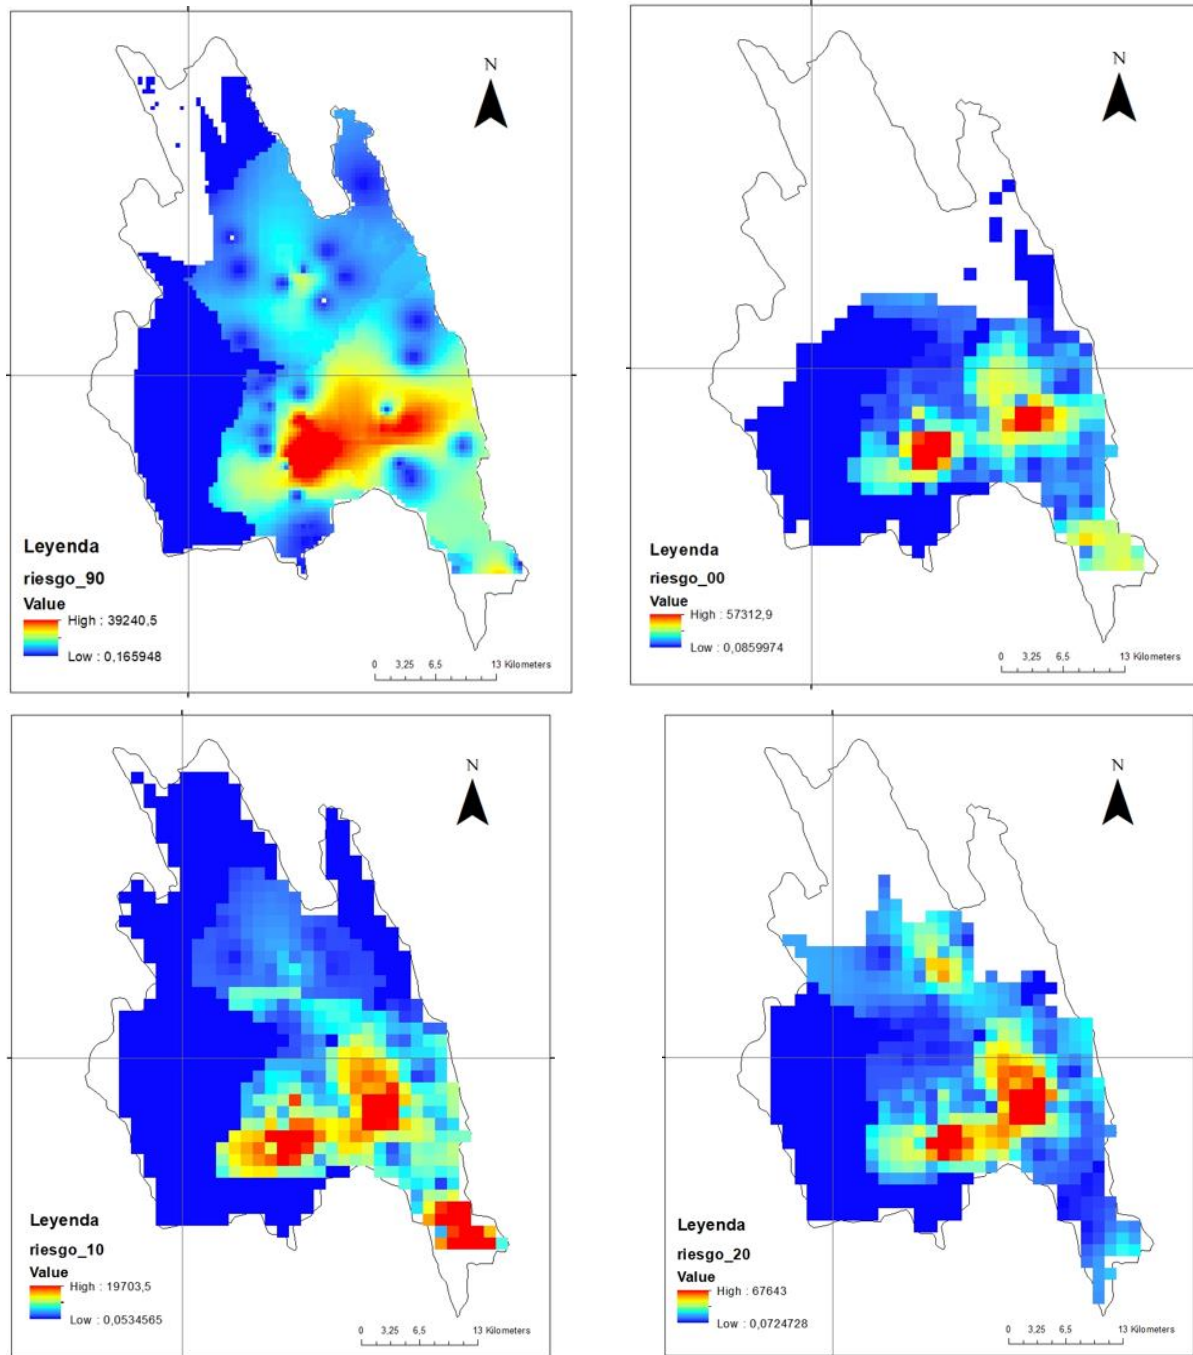 N
Leyenda
riesgo_90
Value
High : 39240,5
Low : 0,165948
0 3,25 6,5 13 Kilometers
N
Leyenda
riesgo_00
Value
High : 57312,9
Low : 0,0859974
0 3,25 6,5 13 Kilometers
N
Leyenda
riesgo_10
Value
High : 19703,5
Low : 0,0534565
0 3,25 6,5 13 Kilometers
N
Leyenda
riesgo_20
Value
High : 67643
Low : 0,0724728
0 3,25 6,5 13 Kilometers